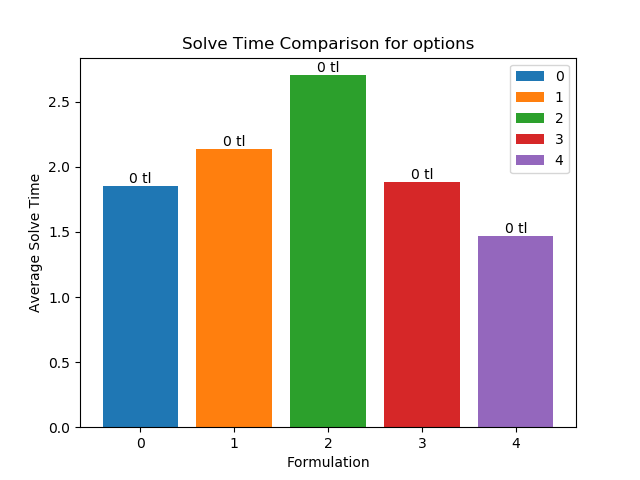 Solve Time Comparison for options
0 tl
0 tl
0 tl
0 tl
0 tl
0
1
2
3
4
2.5
2.0
1.5
1.0
0.5
0.0
Average Solve Time
0 1 2 3 4
Formulation